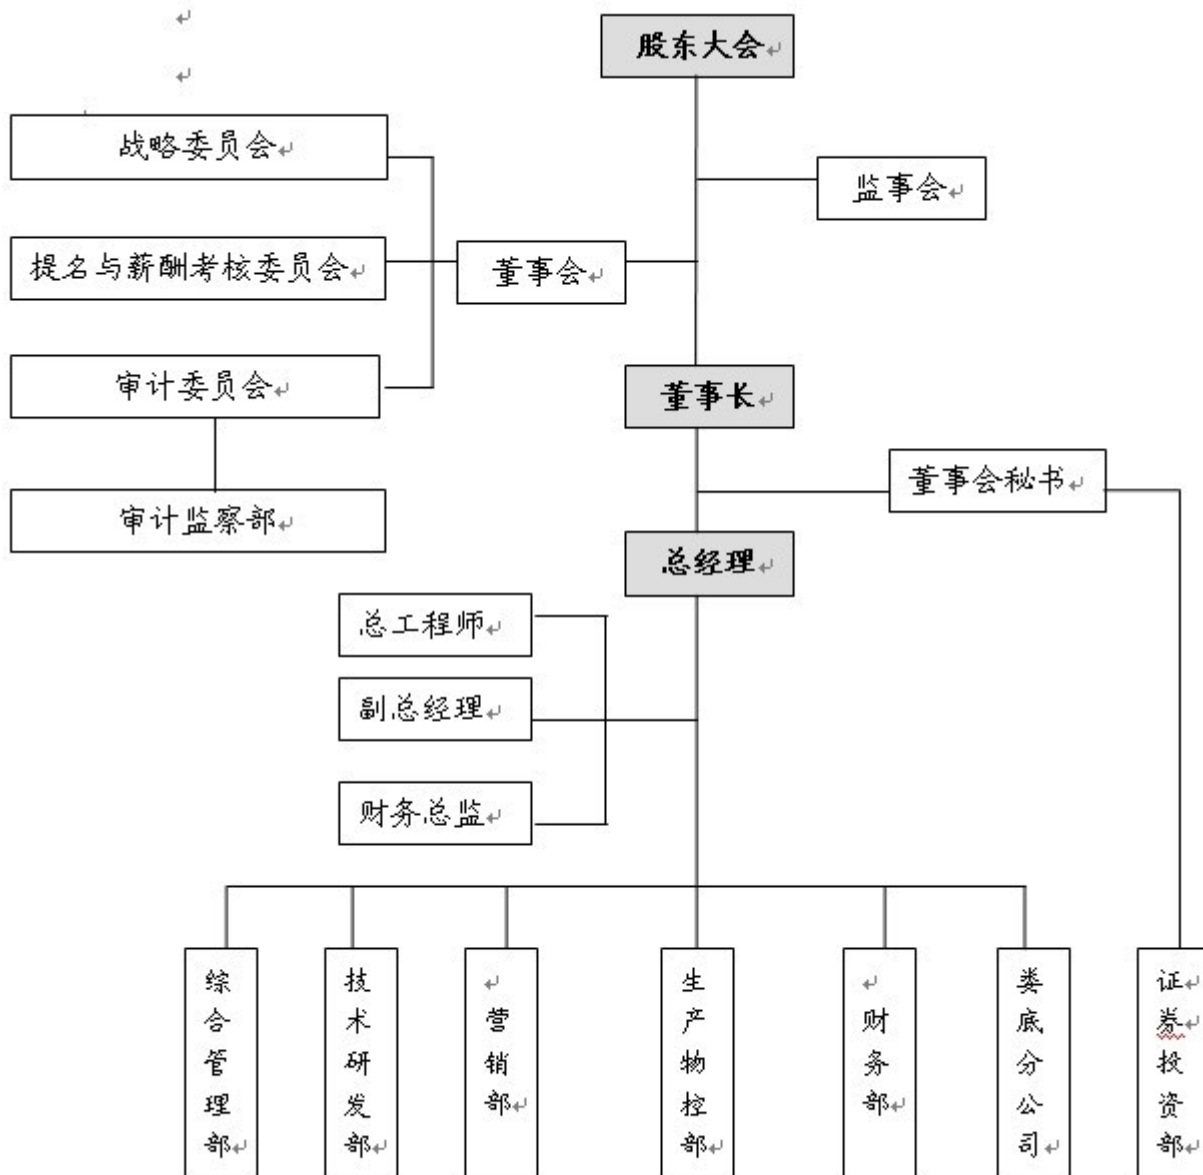 股东大会
战略委员会
监事会
提名与薪酬考核委员会
董事会
审计委员会
董事长
董事会秘书
审计监察部
总经理
总工程师
副总经理
财务总监
综合管理部
技术研发部
营销部
生产物控部
财务部
娄底分公司
证券投资部